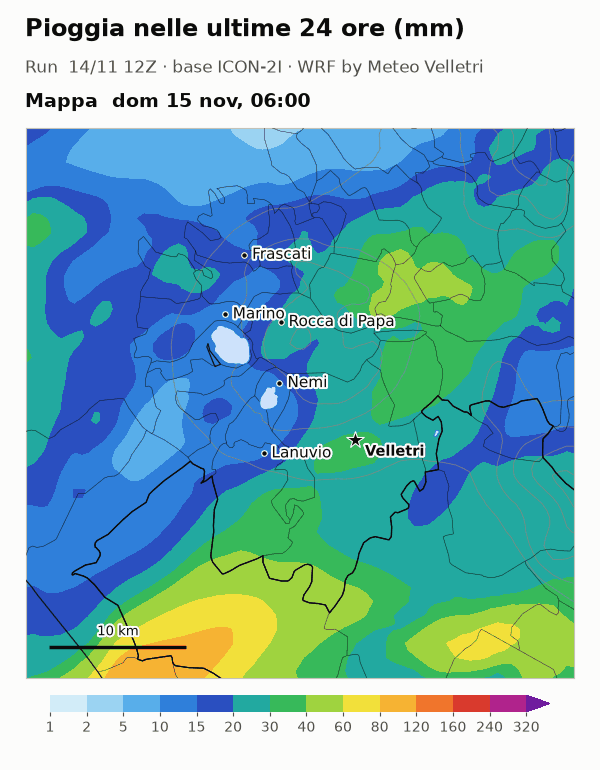 Pioggia nelle ultime 24 ore (mm)
Run 14/11 12Z · base ICON-2I · WRF by Meteo Velletri
Mappa dom 15 nov, 06:00
Frascati
Marino
Rocca di Papa
Nemi
Velletri
Lanuvio
10 km
1 2 5 10 15 20 30 40 60 80 120 160 240 320